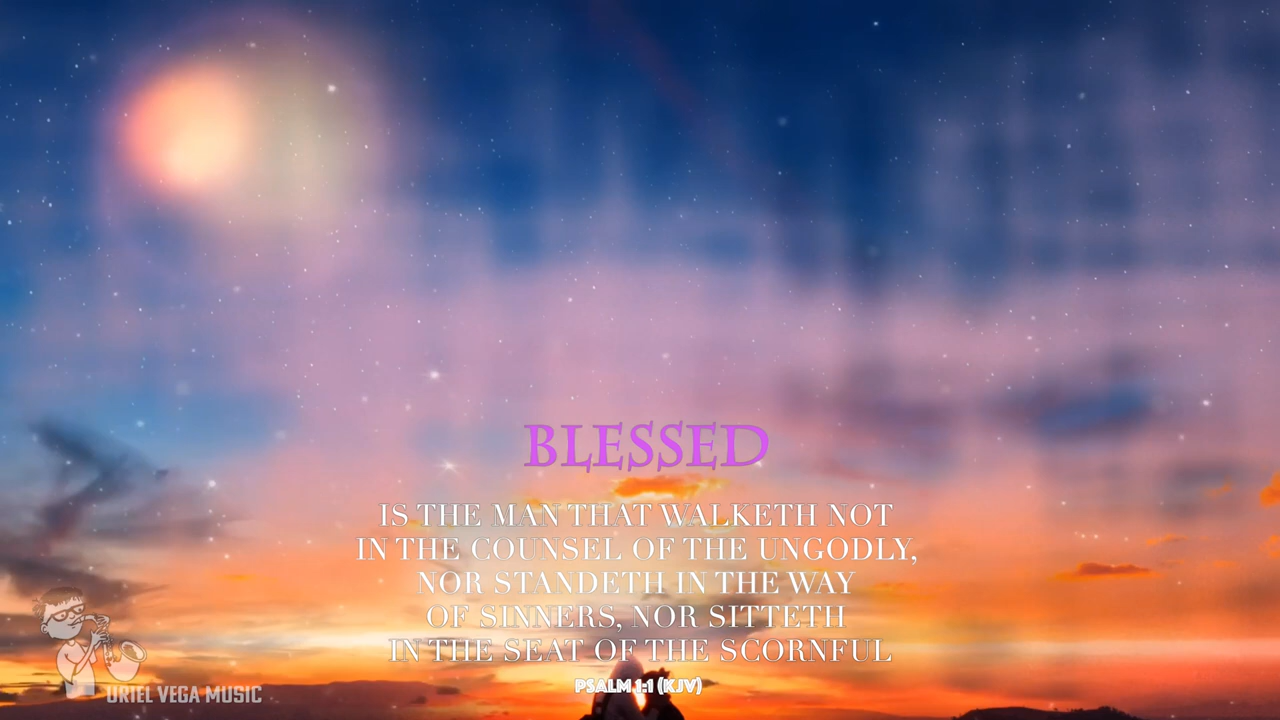 BLESSED
IS THE MAN THAT WALKETH NOT
IN THE COUNSEL OF THE UNGODLY,
NOR STANDETH IN THE WAY
OF SINNERS, NOR SITTETH
IN THE SEAT OF THE SCORNFUL
PSALM 1:1 (KJV)
URIEL VEGA MUSIC